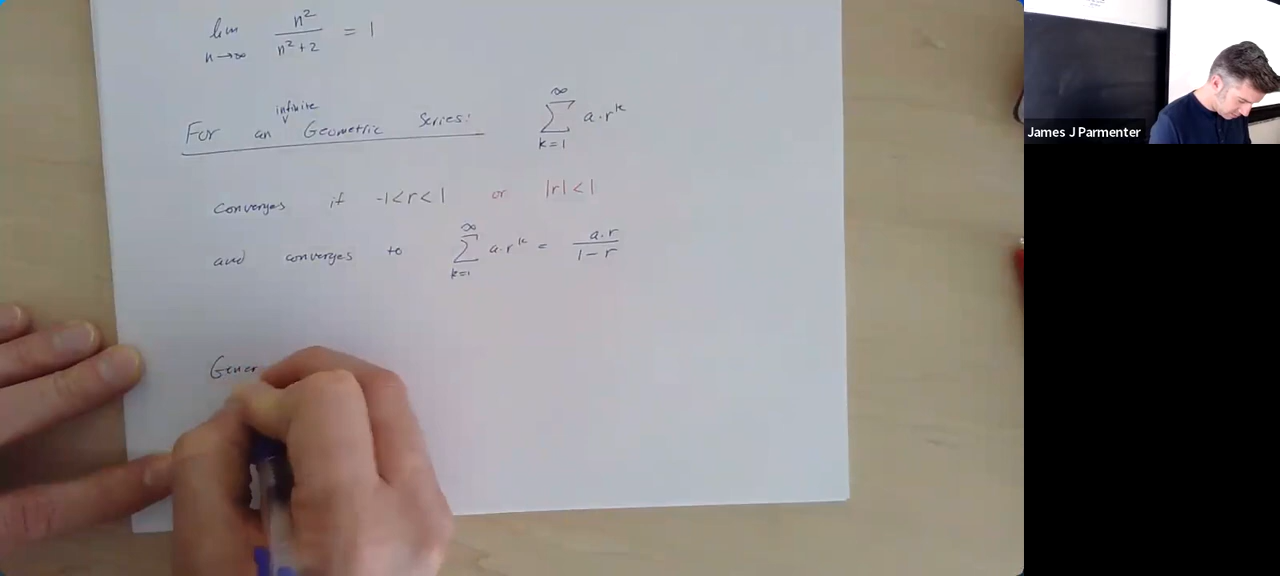 lim n→∞ n²/(n²+2) = 1
infinite
For an Geometric Series: ∞ Σ k=1 a·r^k
converges if -1<r<1 or |r|<1
and converges to ∞ Σ k=1 a·r^k = a·r/(1-r)
Gener
James J Parmenter